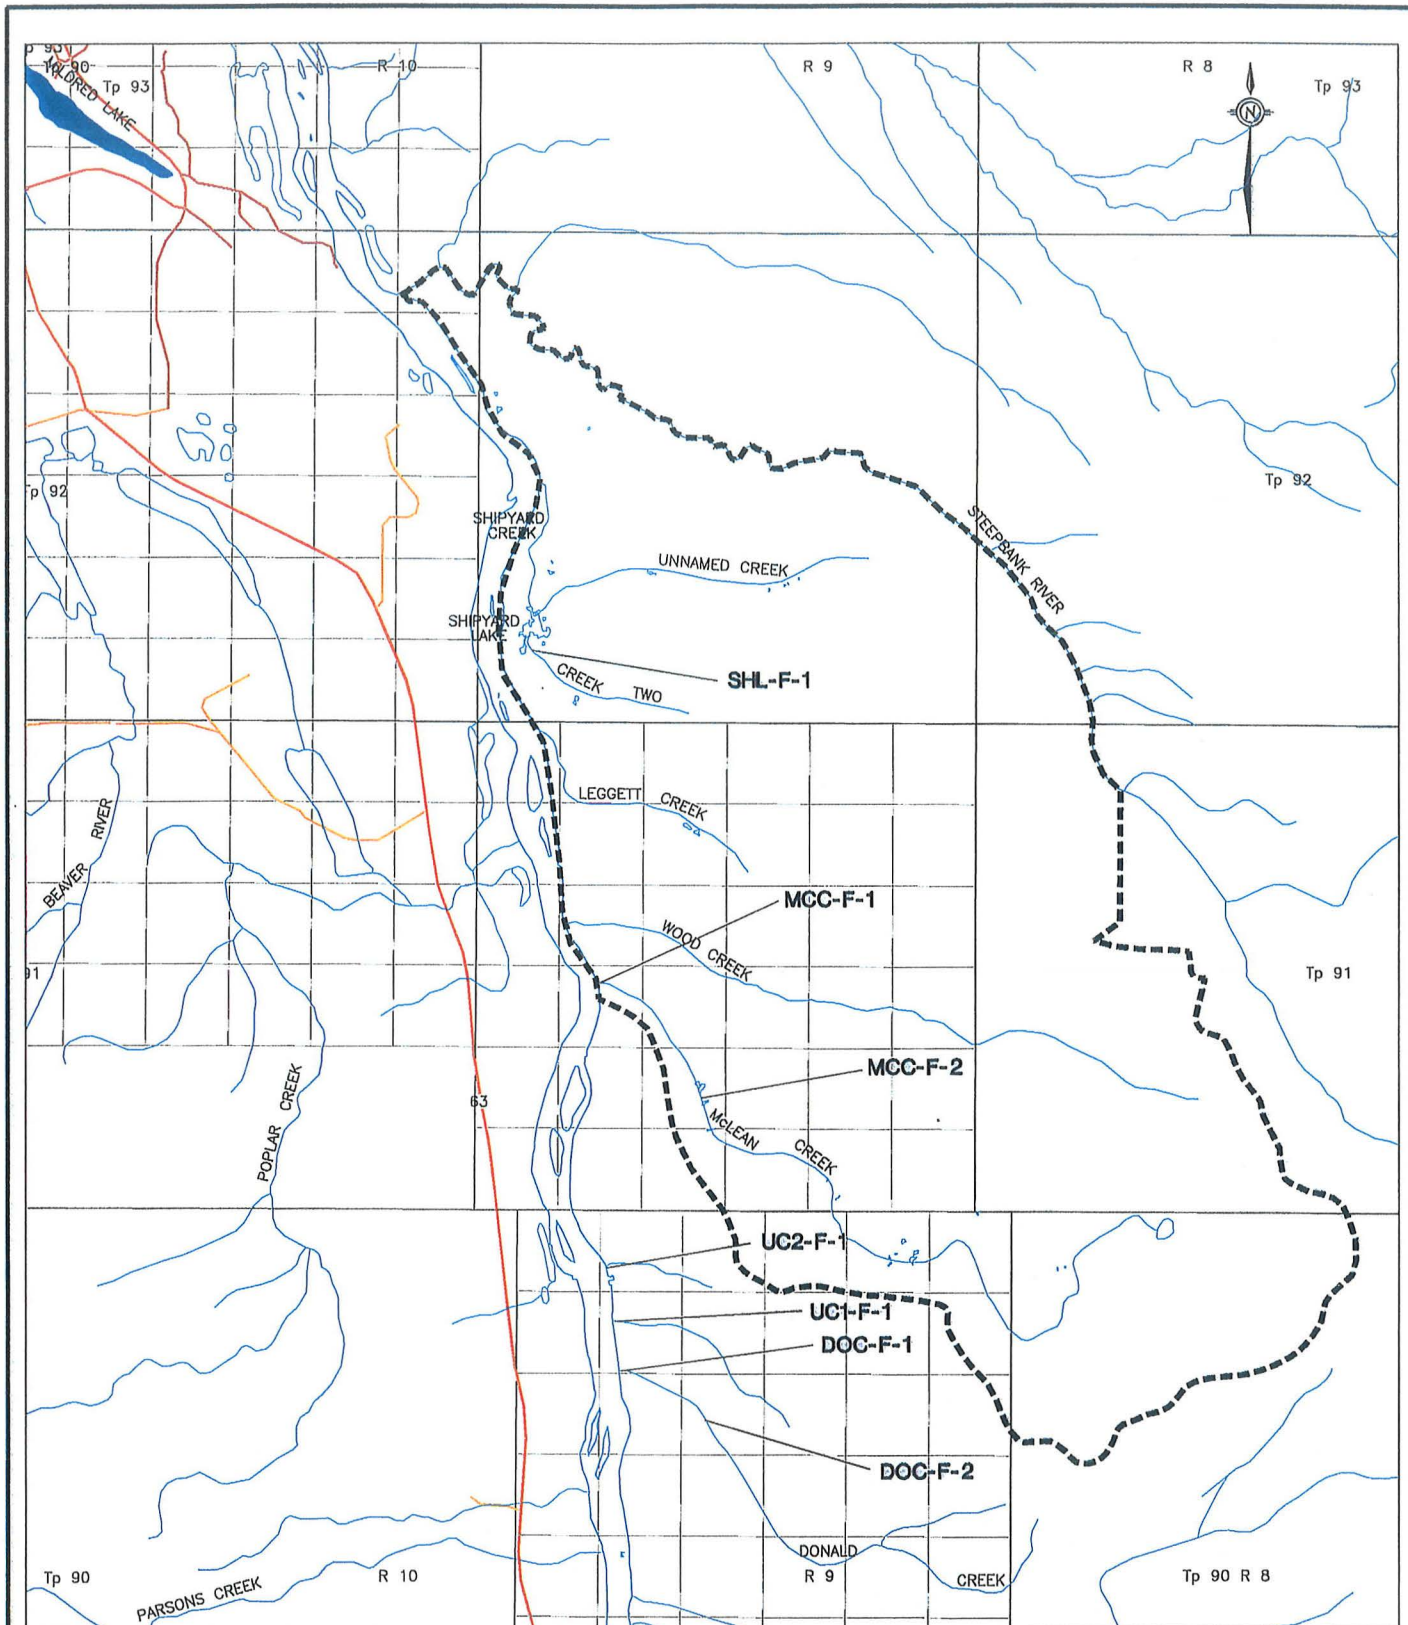 R 10
R 9
R 8
Tp 93
Tp 93
MILDRED LAKE
N
Tp 92
Tp 92
SHIPYARD
CREEK
STEEPBANK RIVER
UNNAMED CREEK
SHIPYARD
LAKE
SHL-F-1
CREEK TWO
LEGGETT CREEK
BEAVER RIVER
MCC-F-1
WOOD CREEK
91
Tp 91
MCC-F-2
63
POPLAR CREEK
McLEAN CREEK
UC2-F-1
UC1-F-1
DOC-F-1
DOC-F-2
DONALD CREEK
Tp 90
R 10
R 9
Tp 90 R 8
PARSONS CREEK